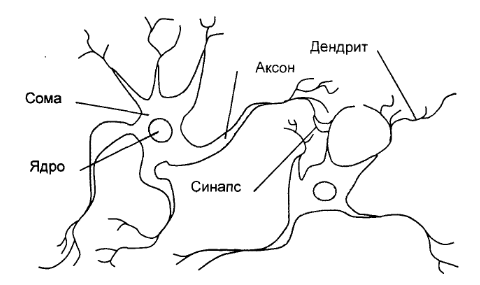 Дендрит
Аксон
Сома
Ядро
Синапс